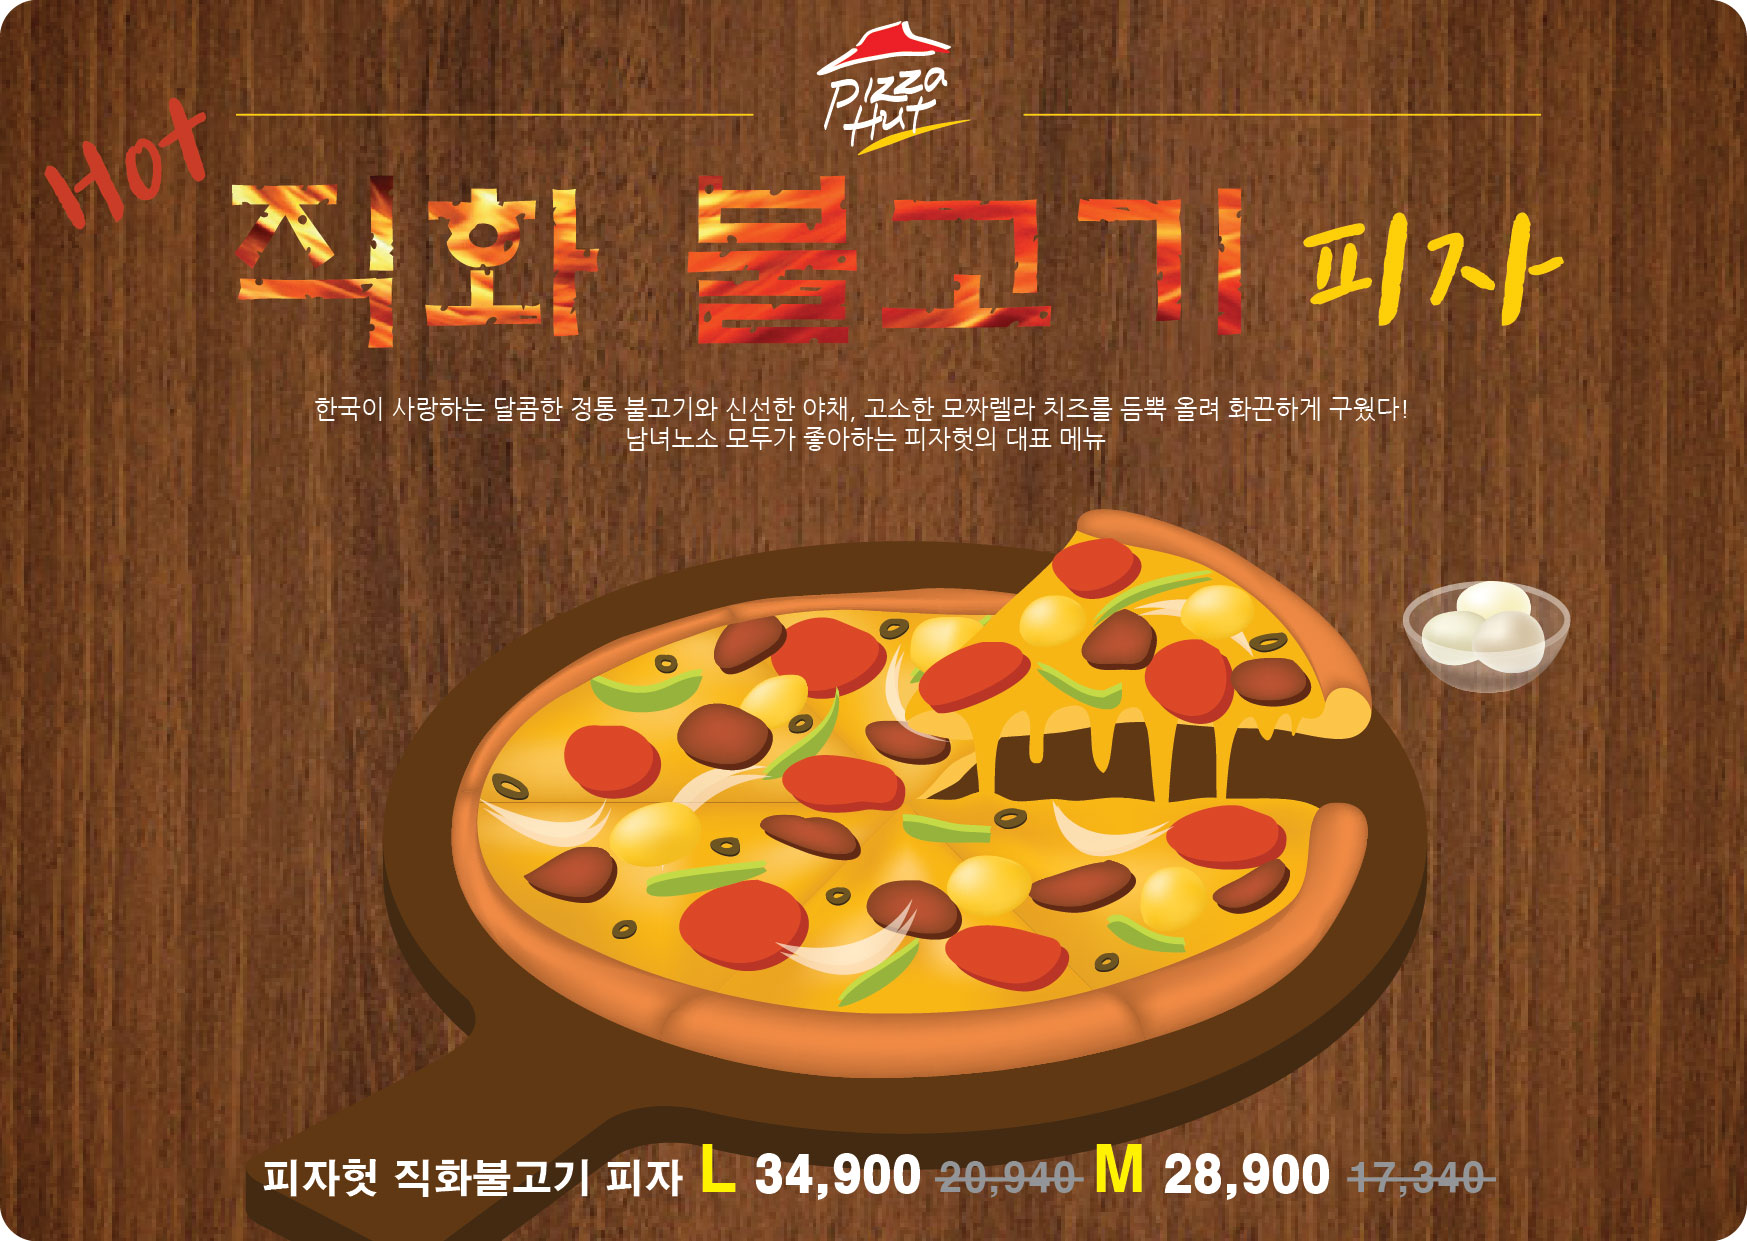 Pizza
Hut
Hot
직화 불고기 피자
한국이 사랑하는 달콤한 정통 불고기와 신선한 야채, 고소한 모짜렐라 치즈를 듬뿍 올려 화끈하게 구웠다!
남녀노소 모두가 좋아하는 피자헛의 대표 메뉴
피자헛 직화불고기 피자 L 34,900 20,940 M 28,900 17,340